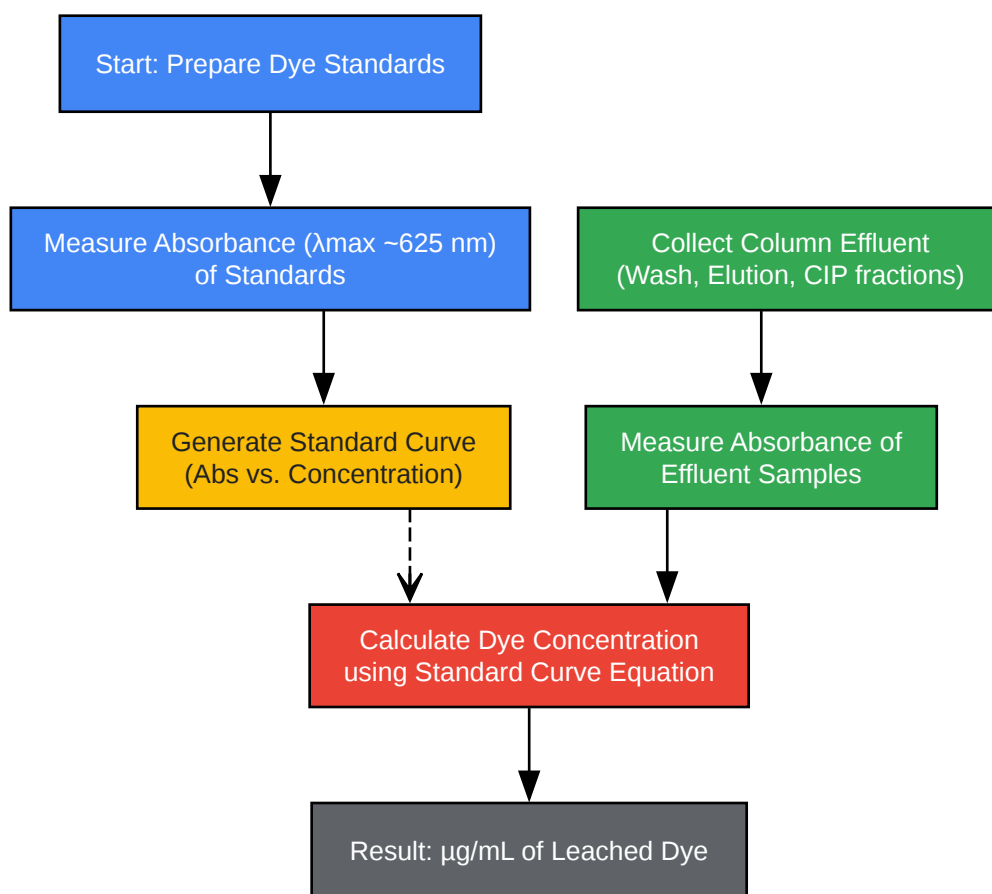 Start: Prepare Dye Standards
Measure Absorbance (λmax ~625 nm)
of Standards
Collect Column Effluent
(Wash, Elution, CIP fractions)
Generate Standard Curve
(Abs vs. Concentration)
Measure Absorbance of
Effluent Samples
Calculate Dye Concentration
using Standard Curve Equation
Result: µg/mL of Leached Dye